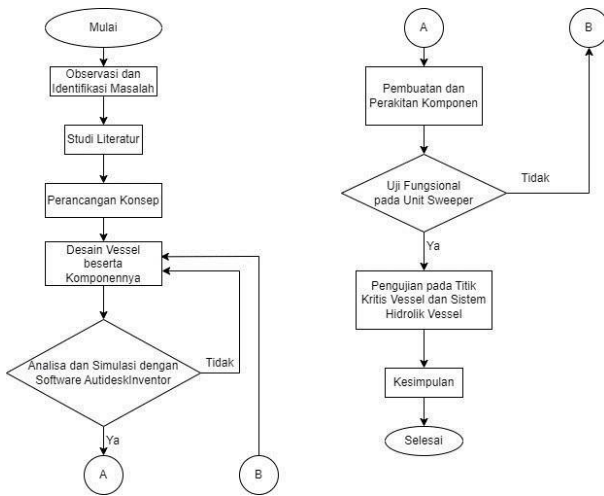 Mulai
Observasi dan
Identifikasi Masalah
Studi Literatur
Perancangan Konsep
Desain Vessel
beserta
Komponennya
Analisa dan Simulasi dengan
Software AutideskInventor
Tidak
Ya
A
B
A
B
Pembuatan dan
Perakitan Komponen
Uji Fungsional
pada Unit Sweeper
Tidak
Ya
Pengujian pada Titik
Kritis Vessel dan Sistem
Hidrolik Vessel
Kesimpulan
Selesai